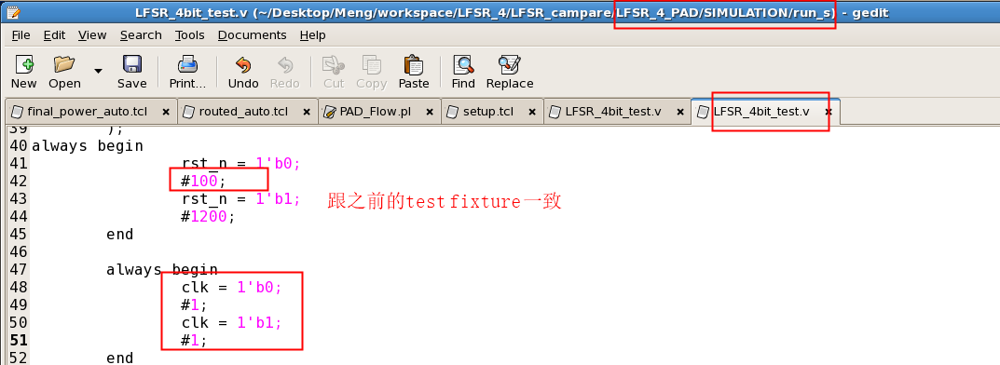 LFSR_4bit_test.v (~/Desktop/Meng/workspace/LFSR_4/LFSR_campare/LFSR_4_PAD/SIMULATION/run_s) - gedit
File Edit View Search Tools Documents Help
New Open Save Print... Undo Redo Cut Copy Paste Find Replace
final_power_auto.tcl × routed_auto.tcl × PAD_Flow.pl × setup.tcl × LFSR_4bit_test.v × LFSR_4bit_test.v ×
39 );
40 always begin
41 rst_n = 1'b0;
42 #100;
43 rst_n = 1'b1; 跟之前的test fixture一致
44 #1200;
45 end
46
47 always begin
48 clk = 1'b0;
49 #1;
50 clk = 1'b1;
51 #1;
52 end